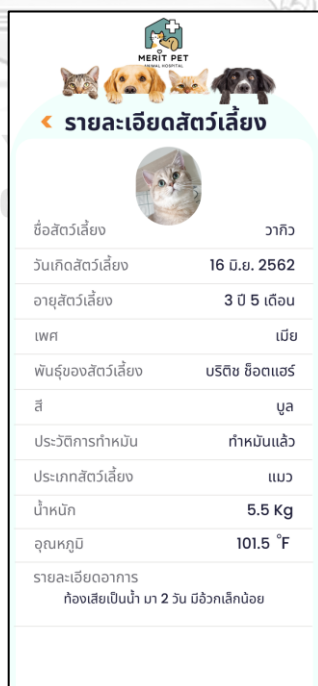 MERIT PET
ANIMAL HOSPITAL
รายละเอียดสัตว์เลี้ยง
ชื่อสัตว์เลี้ยง วากิว
วันเกิดสัตว์เลี้ยง 16 มิ.ย. 2562
อายุสัตว์เลี้ยง 3 ปี 5 เดือน
เพศ เมีย
พันธุ์ของสัตว์เลี้ยง บริติช ช็อตแฮร์
สี บูล
ประวัติการทำหมัน ทำหมันแล้ว
ประเภทสัตว์เลี้ยง แมว
น้ำหนัก 5.5 Kg
อุณหภูมิ 101.5 °F
รายละเอียดอาการ
ท้องเสียเป็นน้ำ มา 2 วัน มีอ้วกเล็กน้อย